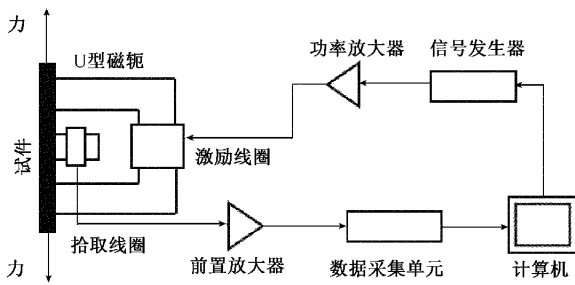 力
U型磁轭
功率放大器
信号发生器
试件
激励线圈
拾取线圈
力
前置放大器
数据采集单元
计算机